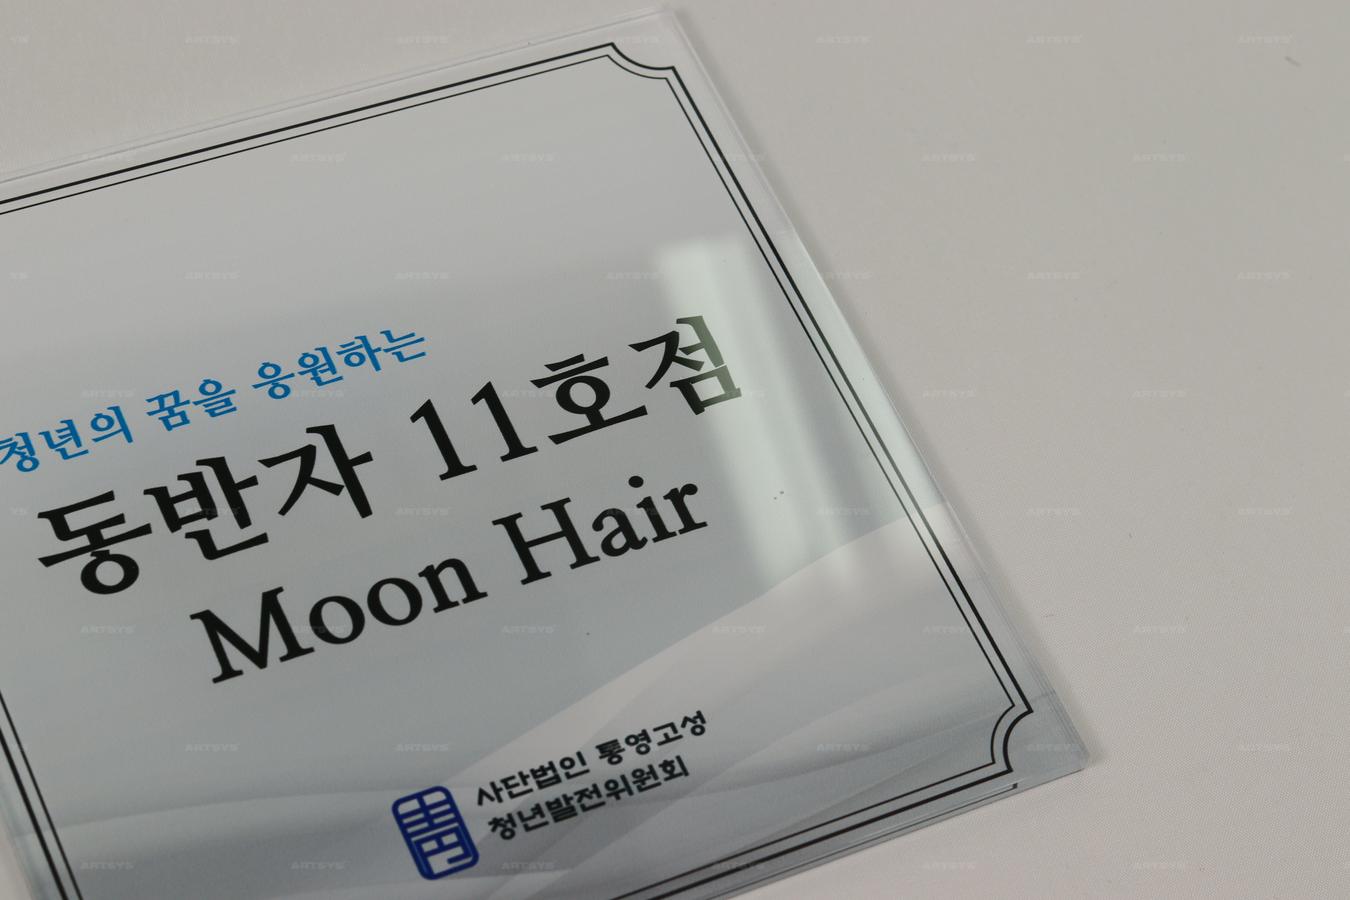 청년의 꿈을 응원하는
동반자 11호점
Moon Hair
사단법인 통영고성
청년발전위원회
ARTSYS